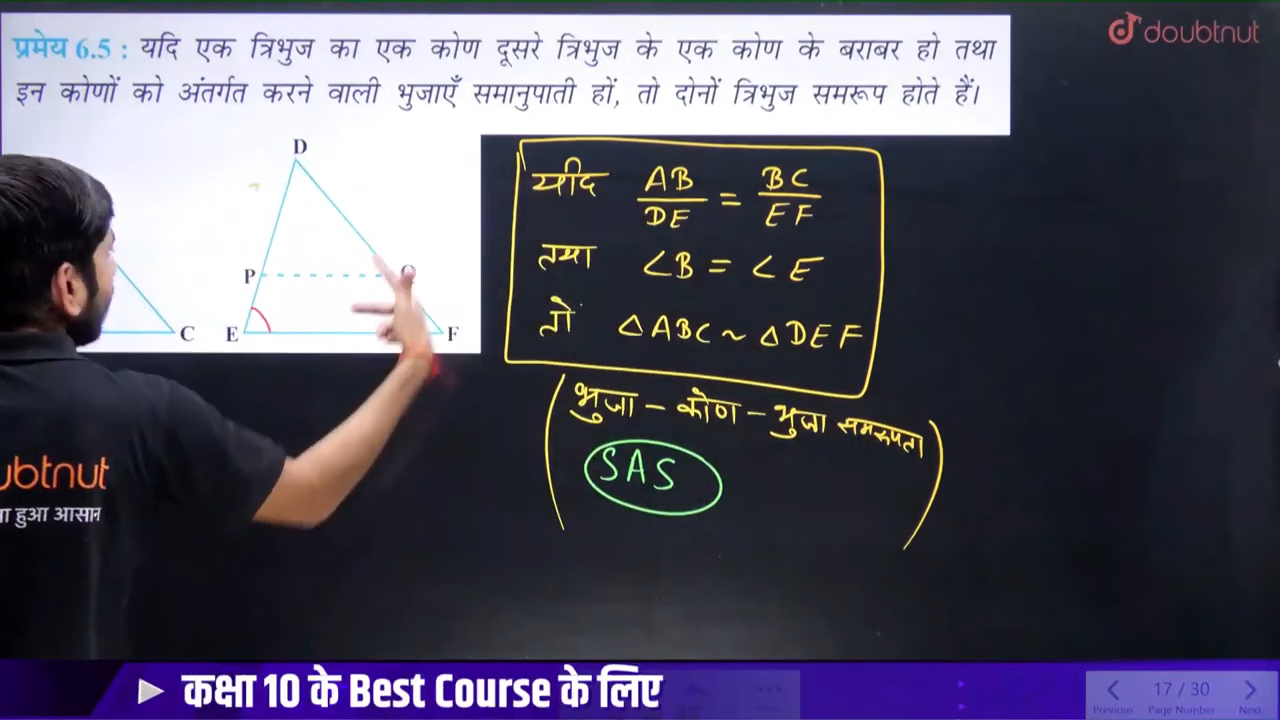 doubtnut
प्रमेय 6.5 : यदि एक त्रिभुज का एक कोण दूसरे त्रिभुज के एक कोण के बराबर हो तथा
इन कोणों को अंतर्गत करने वाली भुजाएँ समानुपाती हों, तो दोनों त्रिभुज समरूप होते हैं।
D
P
C
E
F
यदि AB/DE = BC/EF
तथा ∠B = ∠E
तो △ABC ~ △DEF
(भुजा – कोण – भुजा समरूपता)
SAS
ubtnut
ा हुआ आसान
कक्षा 10 के Best Course के लिए
17 / 30
Previous Page Number Next